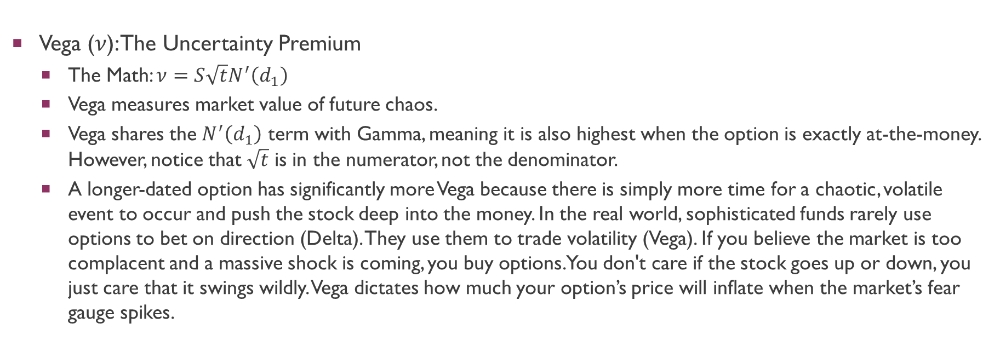 ▪ Vega (ν): The Uncertainty Premium
▪ The Math: ν = S√t N′(d₁)
▪ Vega measures market value of future chaos.
▪ Vega shares the N′(d₁) term with Gamma, meaning it is also highest when the option is exactly at-the-money.
However, notice that √t is in the numerator, not the denominator.
▪ A longer-dated option has significantly more Vega because there is simply more time for a chaotic, volatile
event to occur and push the stock deep into the money. In the real world, sophisticated funds rarely use
options to bet on direction (Delta). They use them to trade volatility (Vega). If you believe the market is too
complacent and a massive shock is coming, you buy options. You don't care if the stock goes up or down, you
just care that it swings wildly. Vega dictates how much your option’s price will inflate when the market’s fear
gauge spikes.